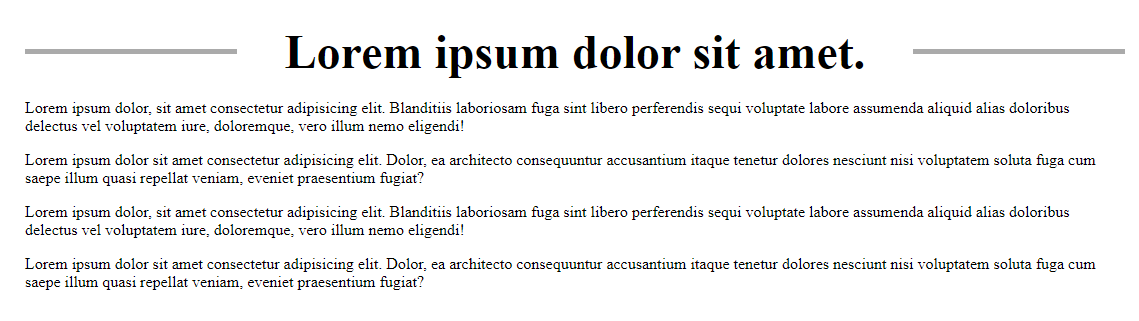 Lorem ipsum dolor sit amet.
Lorem ipsum dolor, sit amet consectetur adipisicing elit. Blanditiis laboriosam fuga sint libero perferendis sequi voluptate labore assumenda aliquid alias doloribus
delectus vel voluptatem iure, doloremque, vero illum nemo eligendi!
Lorem ipsum dolor sit amet consectetur adipisicing elit. Dolor, ea architecto consequuntur accusantium itaque tenetur dolores nesciunt nisi voluptatem soluta fuga cum
saepe illum quasi repellat veniam, eveniet praesentium fugiat?
Lorem ipsum dolor, sit amet consectetur adipisicing elit. Blanditiis laboriosam fuga sint libero perferendis sequi voluptate labore assumenda aliquid alias doloribus
delectus vel voluptatem iure, doloremque, vero illum nemo eligendi!
Lorem ipsum dolor sit amet consectetur adipisicing elit. Dolor, ea architecto consequuntur accusantium itaque tenetur dolores nesciunt nisi voluptatem soluta fuga cum
saepe illum quasi repellat veniam, eveniet praesentium fugiat?